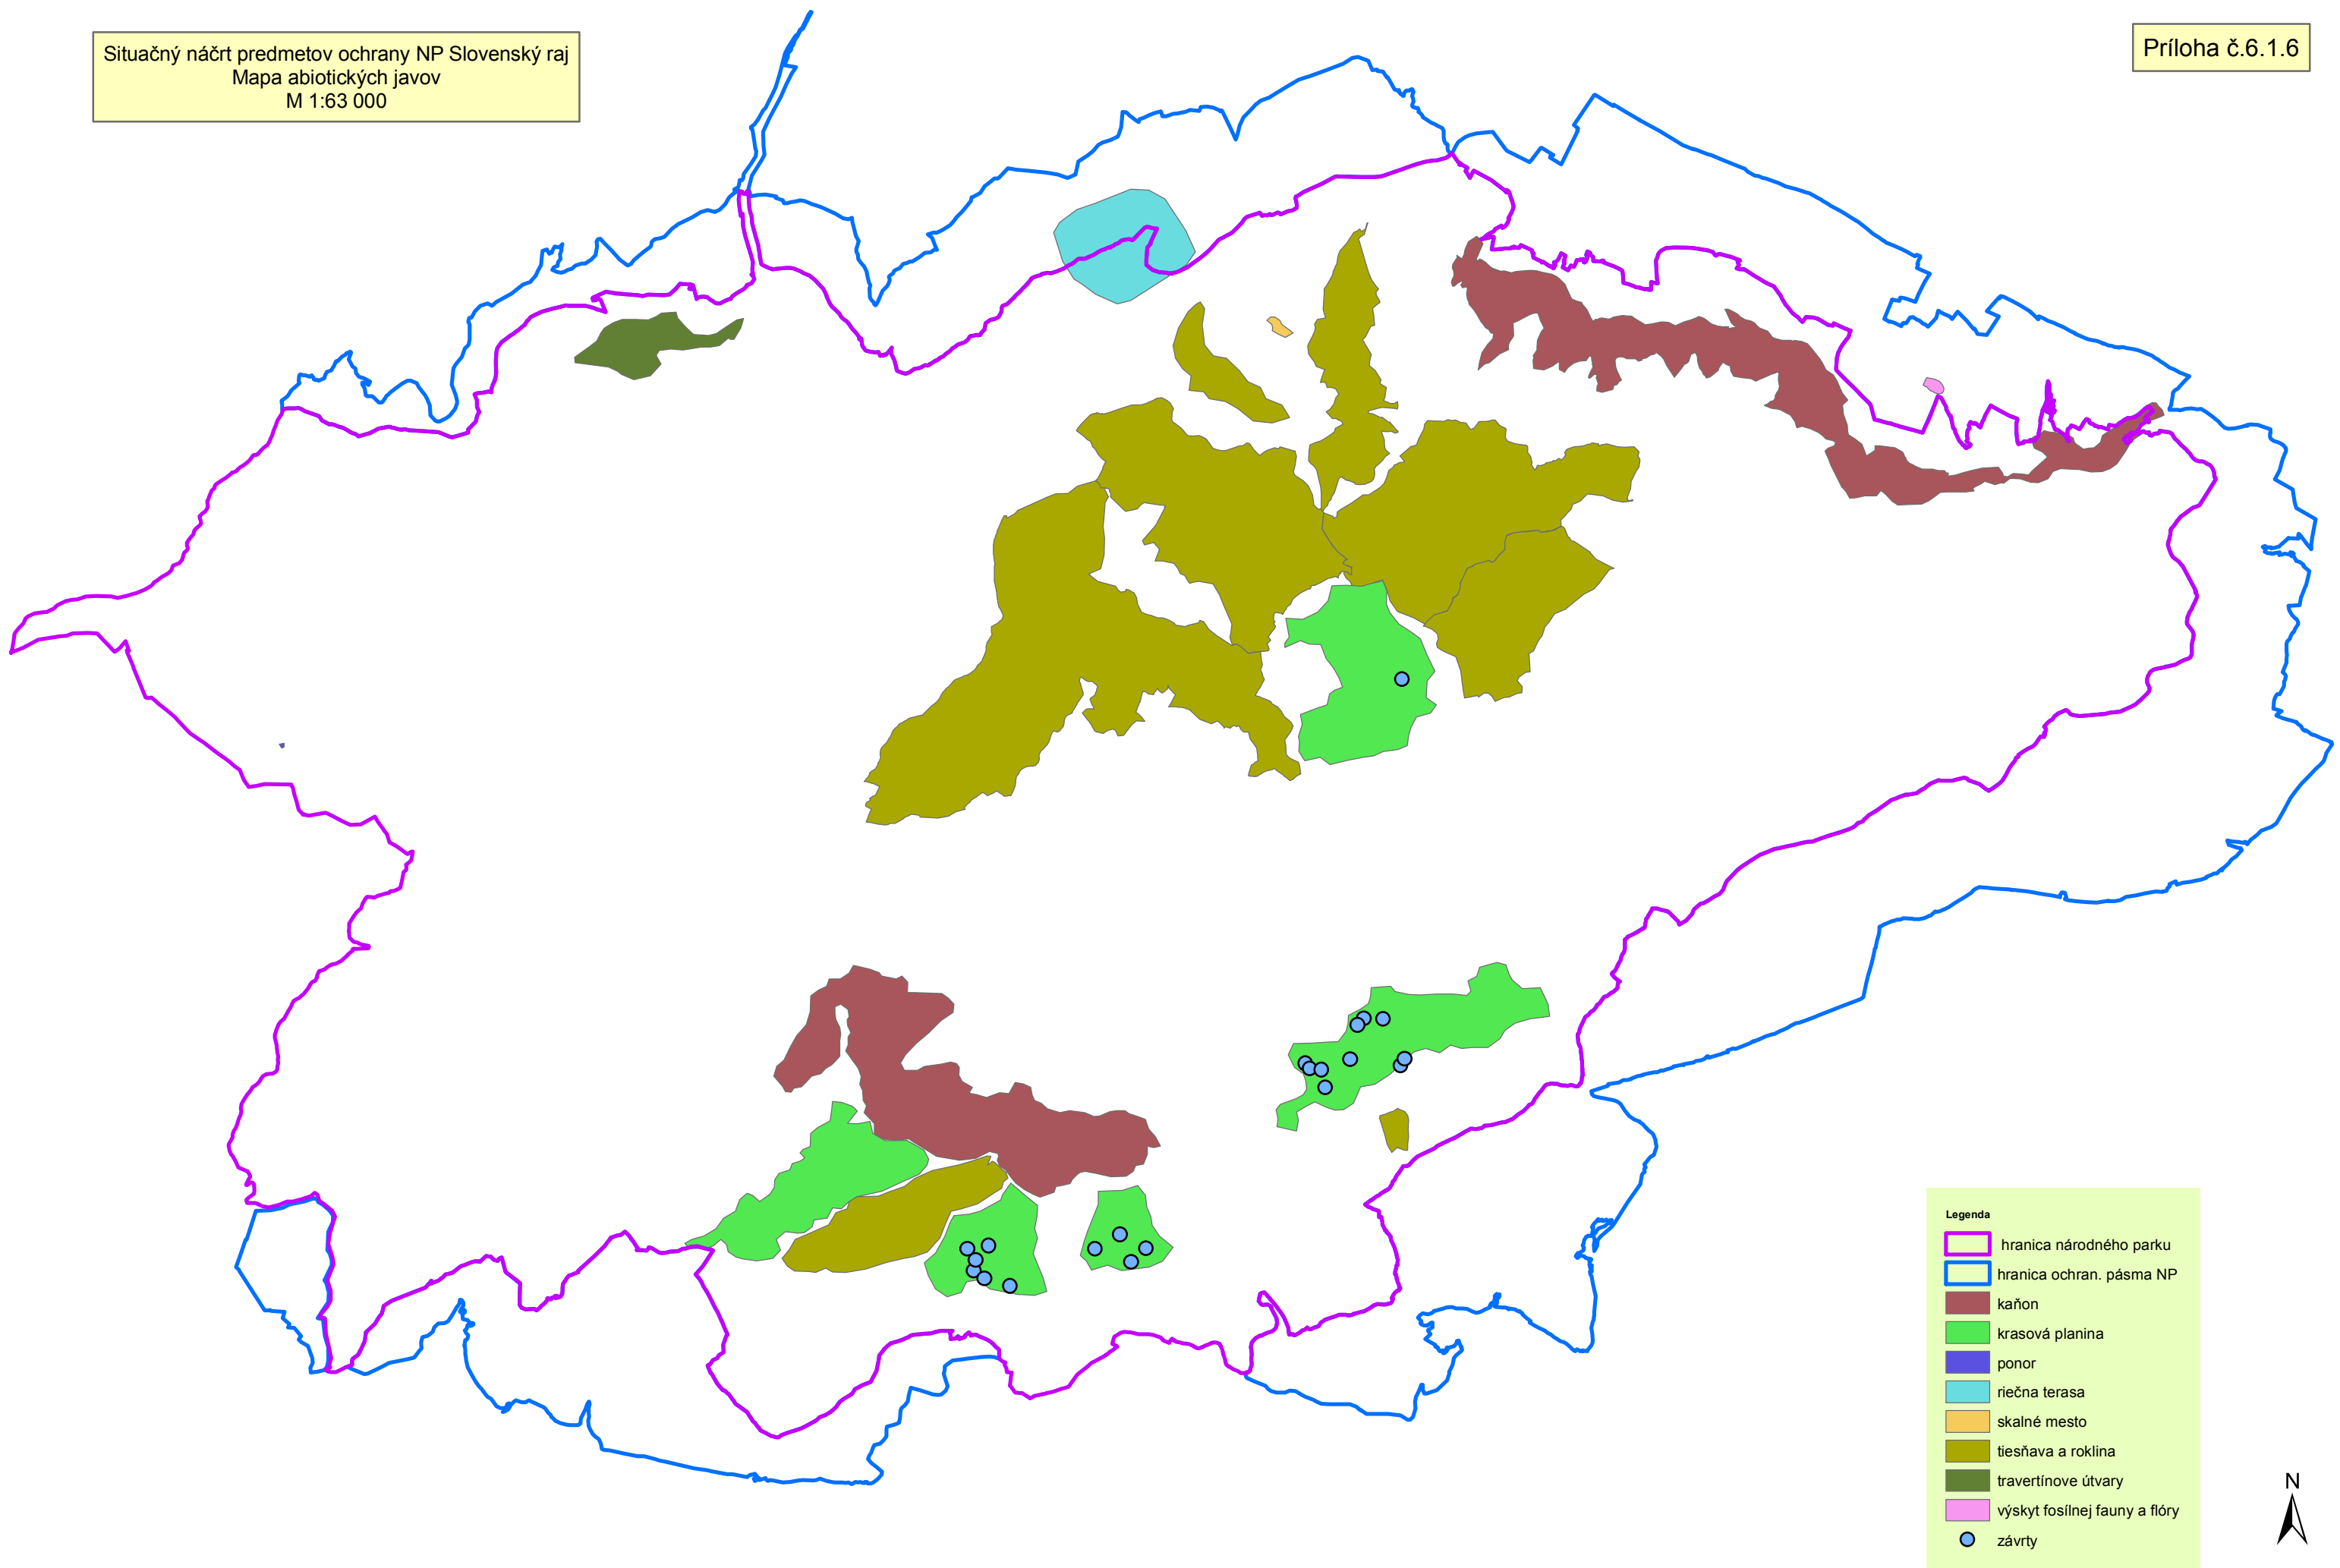 Situačný náčrt predmetov ochrany NP Slovenský raj
Mapa abiotických javov
M 1:63 000
Príloha č.6.1.6
Legenda
hranica národného parku
hranica ochran. pásma NP
kaňon
krasová planina
ponor
riečna terasa
skalné mesto
tiesňava a roklina
travertínove útvary
výskyt fosílnej fauny a flóry
závrty
N